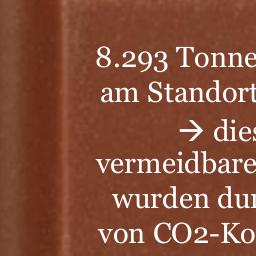 8.293 Tonne
am Standort
→ dies
vermeidbare
wurden dur
von CO2-Ko